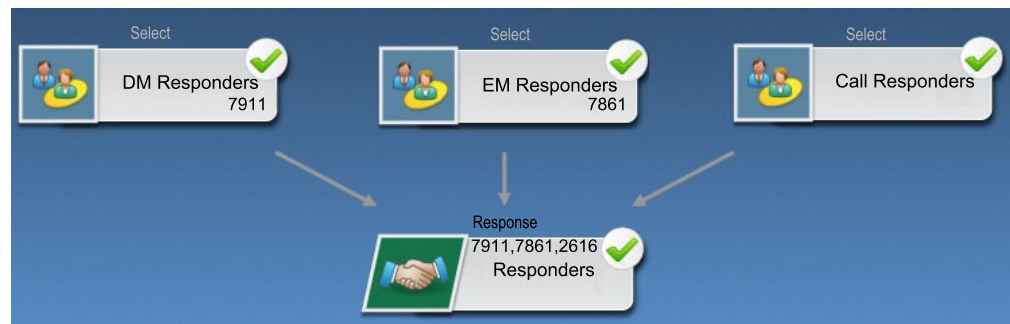 Select
DM Responders
7911
Select
EM Responders
7861
Select
Call Responders
Response
7911,7861,2616
Responders